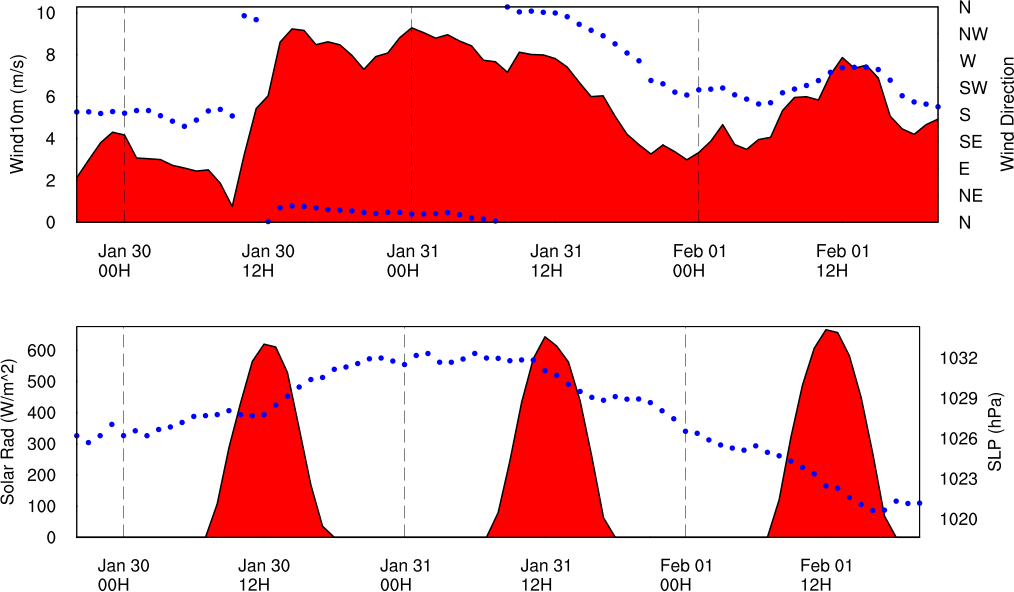 10
8
6
4
2
0
Wind10m (m/s)
N
NW
W
SW
S
SE
E
NE
N
Wind Direction
Jan 30
00H
Jan 30
12H
Jan 31
00H
Jan 31
12H
Feb 01
00H
Feb 01
12H
600
500
400
300
200
100
0
Solar Rad (W/m^2)
1032
1029
1026
1023
1020
SLP (hPa)
Jan 30
00H
Jan 30
12H
Jan 31
00H
Jan 31
12H
Feb 01
00H
Feb 01
12H